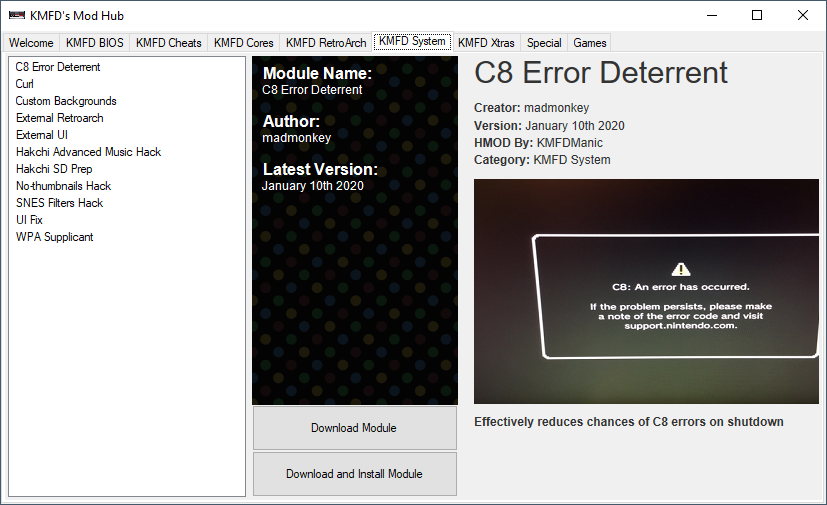 KMFD's Mod Hub
Welcome
KMFD BIOS
KMFD Cheats
KMFD Cores
KMFD RetroArch
KMFD System
KMFD Xtras
Special
Games
C8 Error Deterrent
Curl
Custom Backgrounds
External Retroarch
External UI
Hakchi Advanced Music Hack
Hakchi SD Prep
No-thumbnails Hack
SNES Filters Hack
UI Fix
WPA Supplicant
Module Name:
C8 Error Deterrent
Author:
madmonkey
Latest Version:
January 10th 2020
Download Module
Download and Install Module
C8 Error Deterrent
Creator: madmonkey
Version: January 10th 2020
HMOD By: KMFDManic
Category: KMFD System
C8: An error has occurred.
If the problem persists, please make
a note of the error code and visit
support.nintendo.com.
Effectively reduces chances of C8 errors on shutdown